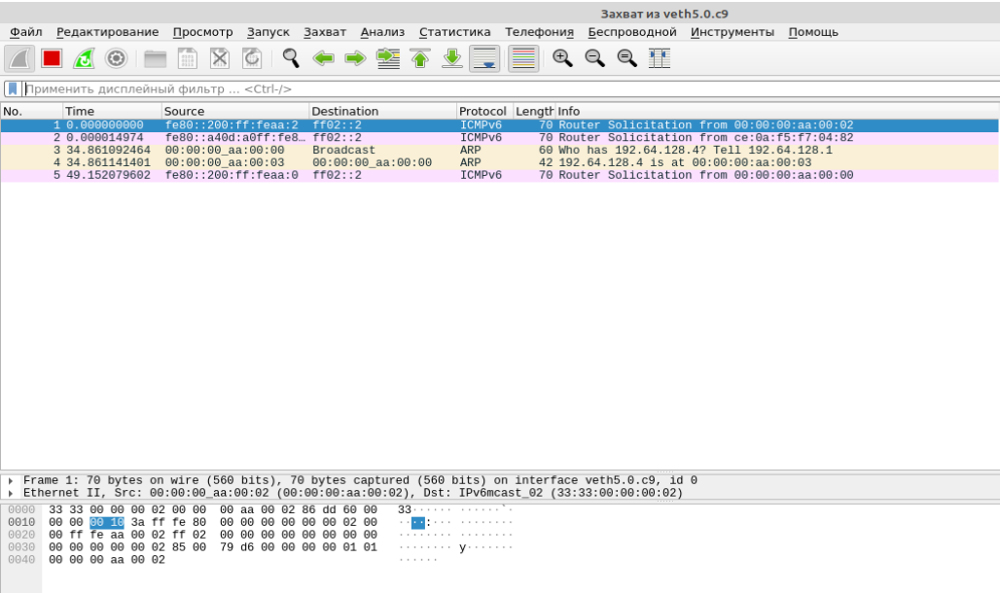 Захват из veth5.0.c9
Файл Редактирование Просмотр Запуск Захват Анализ Статистика Телефония Беспроводной Инструменты Помощь
Применить дисплейный фильтр ... <Ctrl-/>
No. Time Source Destination Protocol Length Info
1 0.000000000 fe80::200:ff:feaa:2 ff02::2 ICMPv6 70 Router Solicitation from 00:00:00:aa:00:02
2 0.000014974 fe80::a40d:a0ff:fe8… ff02::2 ICMPv6 70 Router Solicitation from ce:0a:f5:f7:04:82
3 34.861092464 00:00:00_aa:00:00 Broadcast ARP 60 Who has 192.64.128.4? Tell 192.64.128.1
4 34.861141401 00:00:00_aa:00:03 00:00:00_aa:00:00 ARP 42 192.64.128.4 is at 00:00:00:aa:00:03
5 49.152079602 fe80::200:ff:feaa:0 ff02::2 ICMPv6 70 Router Solicitation from 00:00:00:aa:00:00
Frame 1: 70 bytes on wire (560 bits), 70 bytes captured (560 bits) on interface veth5.0.c9, id 0
Ethernet II, Src: 00:00:00_aa:00:02 (00:00:00:aa:00:02), Dst: IPv6mcast_02 (33:33:00:00:00:02)
0000 33 33 00 00 00 02 00 00 00 aa 00 02 86 dd 60 00 33······ ······`·
0010 00 00 00 10 3a ff fe 80 00 00 00 00 00 00 02 00 ····:··· ········
0020 00 ff fe aa 00 02 ff 02 00 00 00 00 00 00 00 00 ········ ········
0030 00 00 00 00 00 02 85 00 79 d6 00 00 00 00 01 01 ········ y·······
0040 00 00 00 aa 00 02 ······